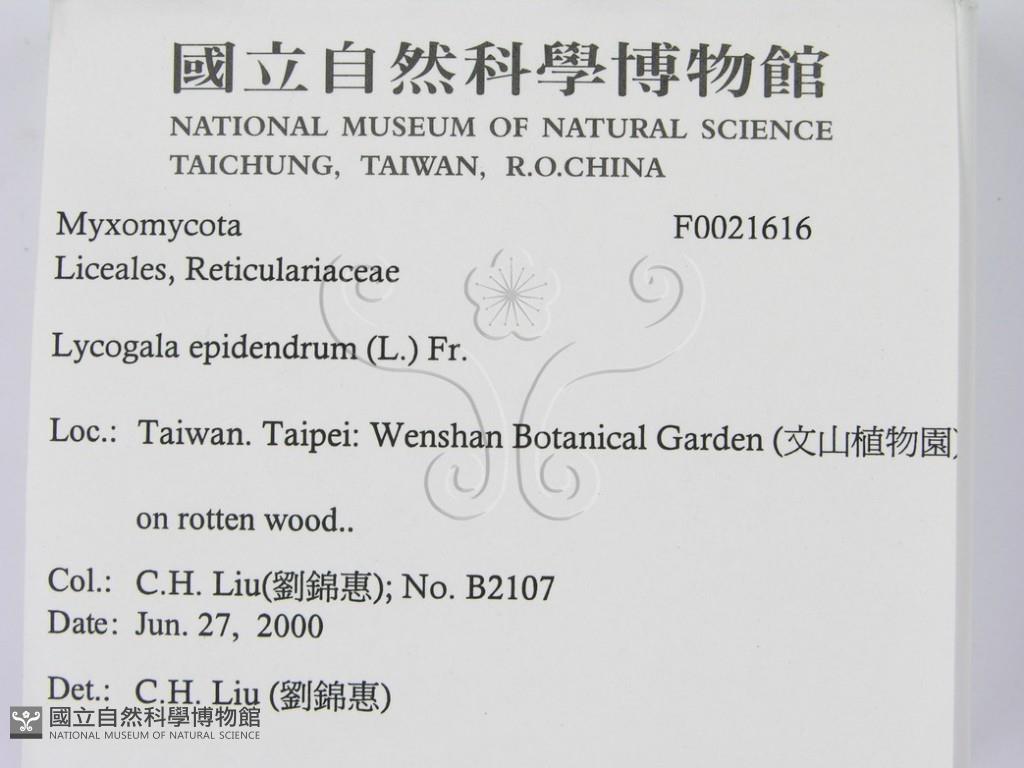 國立自然科學博物館
NATIONAL MUSEUM OF NATURAL SCIENCE
TAICHUNG, TAIWAN, R.O.CHINA
Myxomycota F0021616
Liceales, Reticulariaceae
Lycogala epidendrum (L.) Fr.
Loc.: Taiwan. Taipei: Wenshan Botanical Garden (文山植物園)
on rotten wood..
Col.: C.H. Liu(劉錦惠); No. B2107
Date: Jun. 27, 2000
Det.: C.H. Liu (劉錦惠)
國立自然科學博物館
NATIONAL MUSEUM OF NATURAL SCIENCE